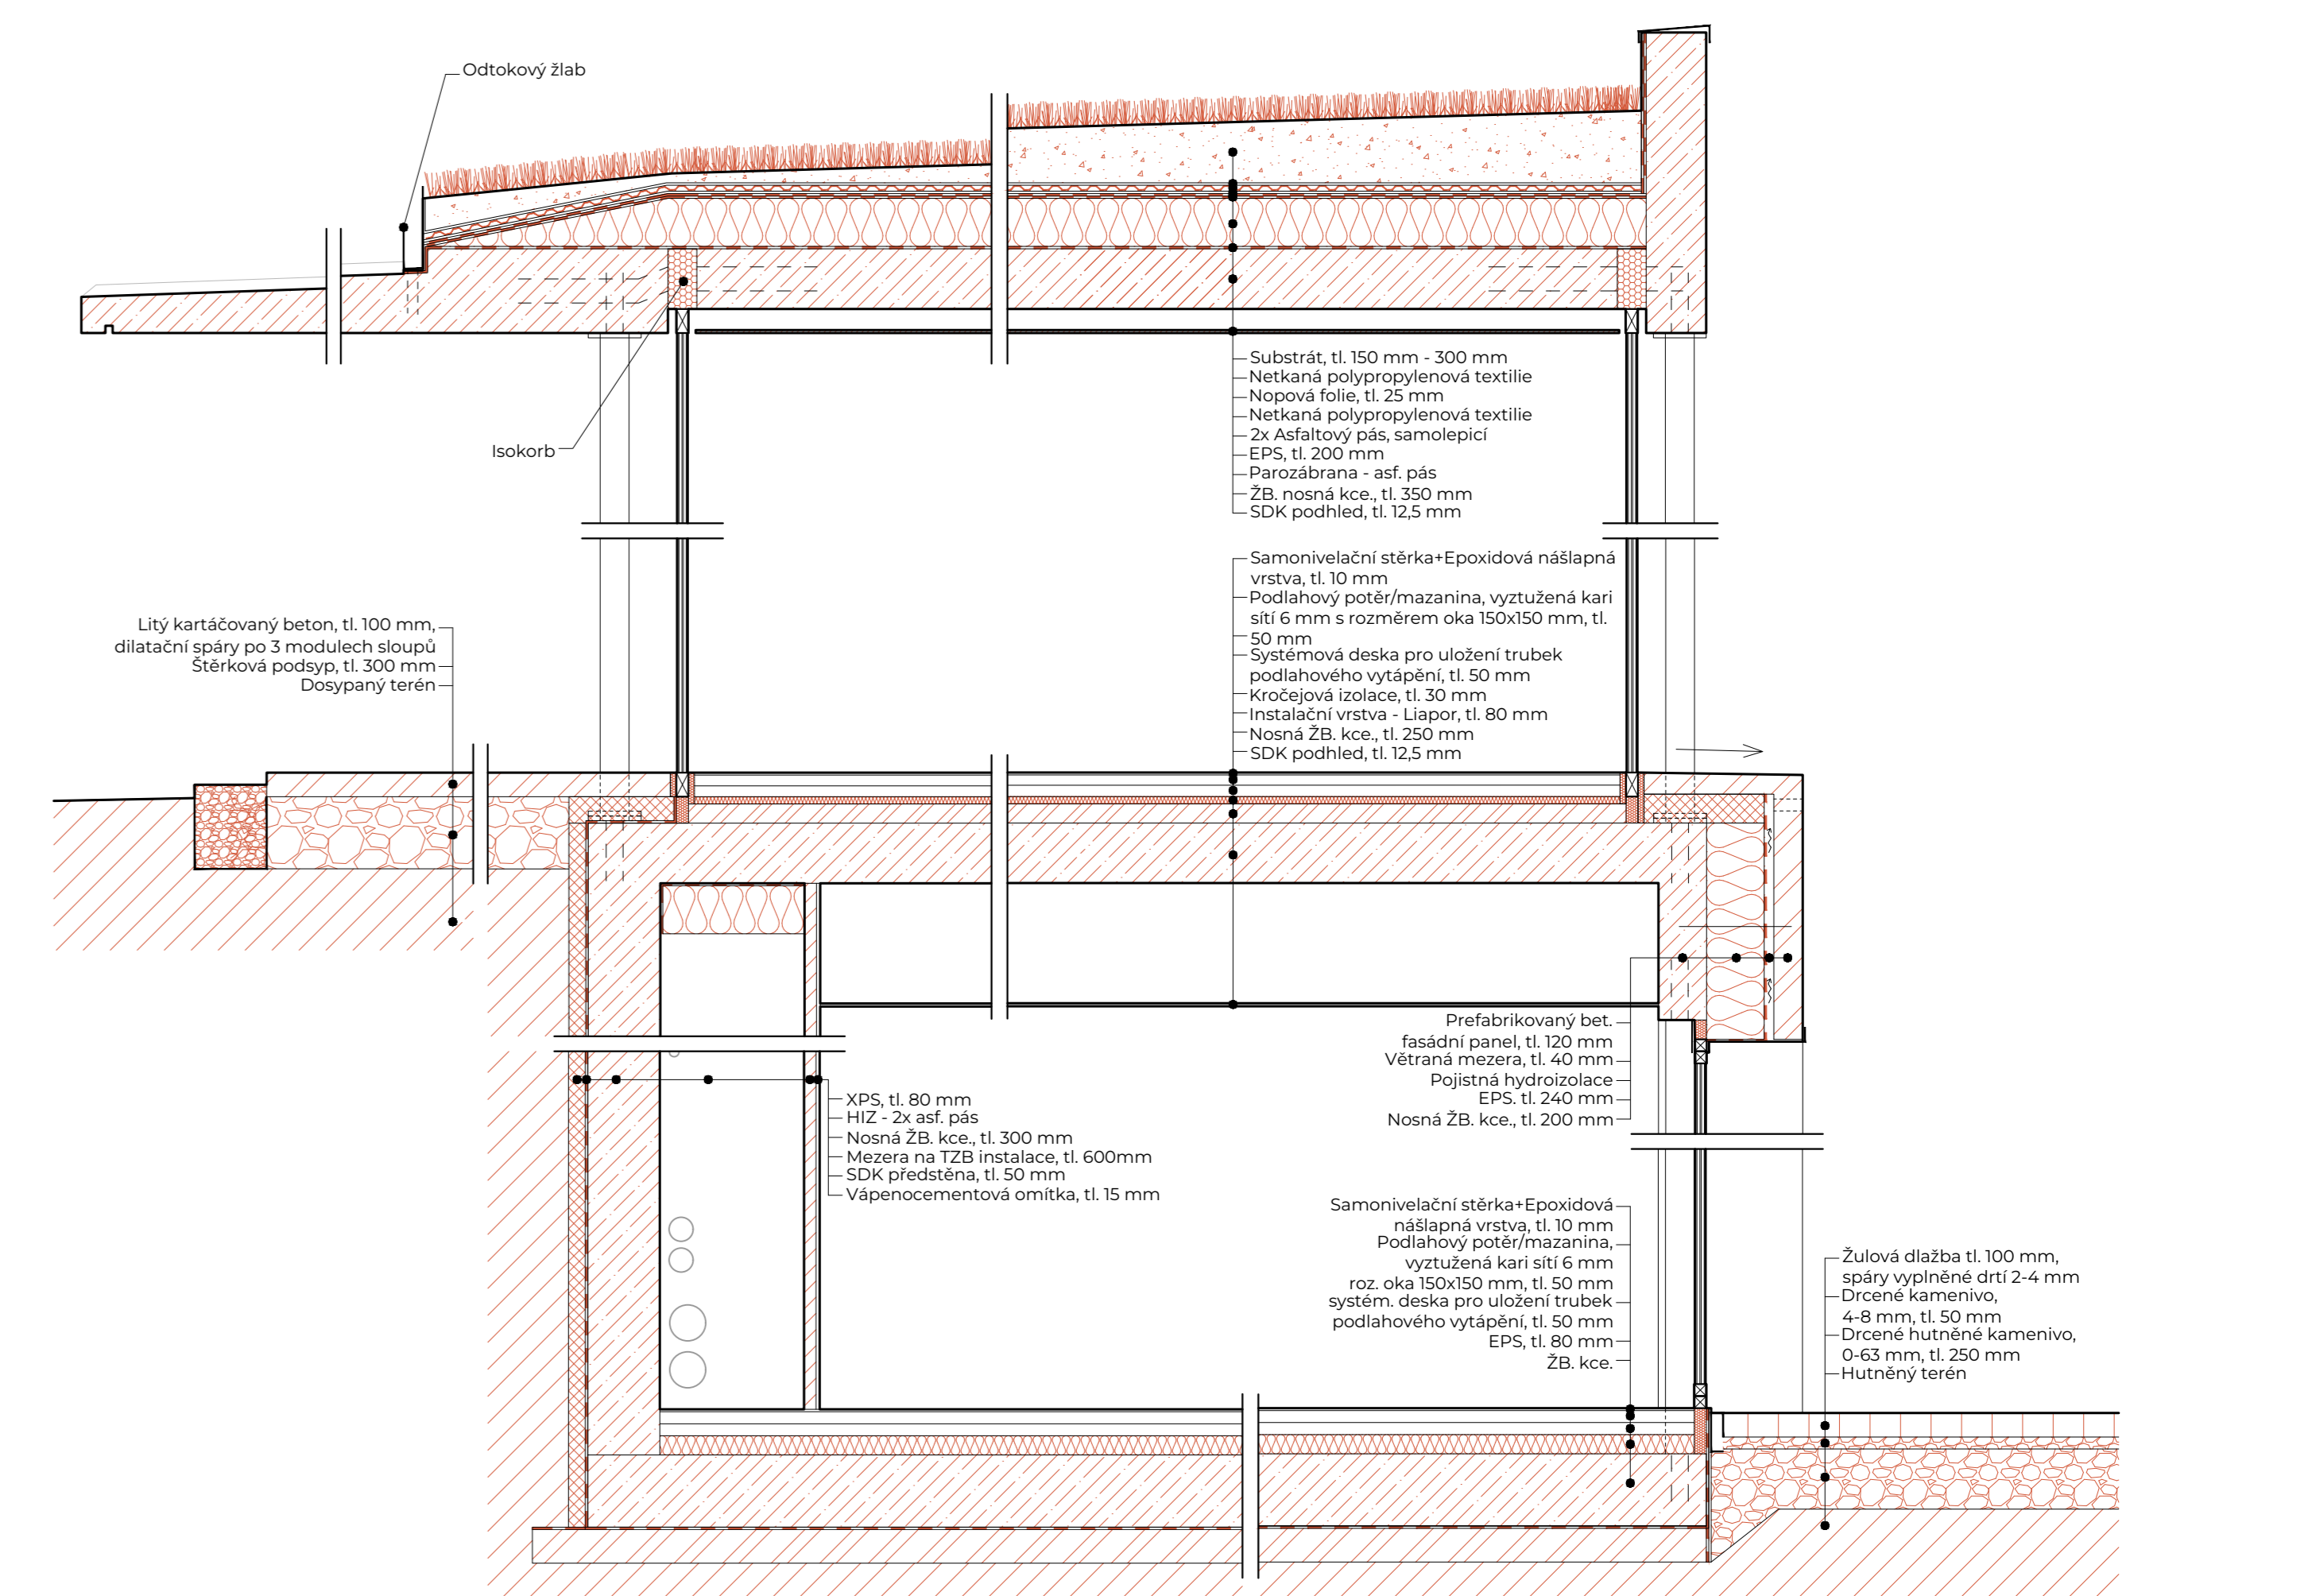 Odtokový žlab
Isokorb
Substrát, tl. 150 mm - 300 mm
Netkaná polypropylenová textilie
Nopová folie, tl. 25 mm
Netkaná polypropylenová textilie
2x Asfaltový pás, samolepicí
EPS, tl. 200 mm
Parozábrana - asf. pás
ŽB. nosná kce., tl. 350 mm
SDK podhled, tl. 12,5 mm
Samonivelační stěrka+Epoxidová nášlapná
vrstva, tl. 10 mm
Podlahový potěr/mazanina, vyztužená kari
sítí 6 mm s rozměrem oka 150x150 mm, tl.
50 mm
Systémová deska pro uložení trubek
podlahového vytápění, tl. 50 mm
Kročejová izolace, tl. 30 mm
Instalační vrstva - Liapor, tl. 80 mm
Nosná ŽB. kce., tl. 250 mm
SDK podhled, tl. 12,5 mm
Litý kartáčovaný beton, tl. 100 mm,
dilatační spáry po 3 modulech sloupů
Štěrková podsyp, tl. 300 mm
Dosypaný terén
Prefabrikovaný bet.
fasádní panel, tl. 120 mm
Větraná mezera, tl. 40 mm
Pojistná hydroizolace
EPS. tl. 240 mm
Nosná ŽB. kce., tl. 200 mm
XPS, tl. 80 mm
HIZ - 2x asf. pás
Nosná ŽB. kce., tl. 300 mm
Mezera na TZB instalace, tl. 600mm
SDK předstěna, tl. 50 mm
Vápenocementová omítka, tl. 15 mm
Samonivelační stěrka+Epoxidová
nášlapná vrstva, tl. 10 mm
Podlahový potěr/mazanina,
vyztužená kari sítí 6 mm
roz. oka 150x150 mm, tl. 50 mm
systém. deska pro uložení trubek
podlahového vytápění, tl. 50 mm
EPS, tl. 80 mm
ŽB. kce.
Žulová dlažba tl. 100 mm,
spáry vyplněné drtí 2-4 mm
Drcené kamenivo,
4-8 mm, tl. 50 mm
Drcené hutněné kamenivo,
0-63 mm, tl. 250 mm
Hutněný terén